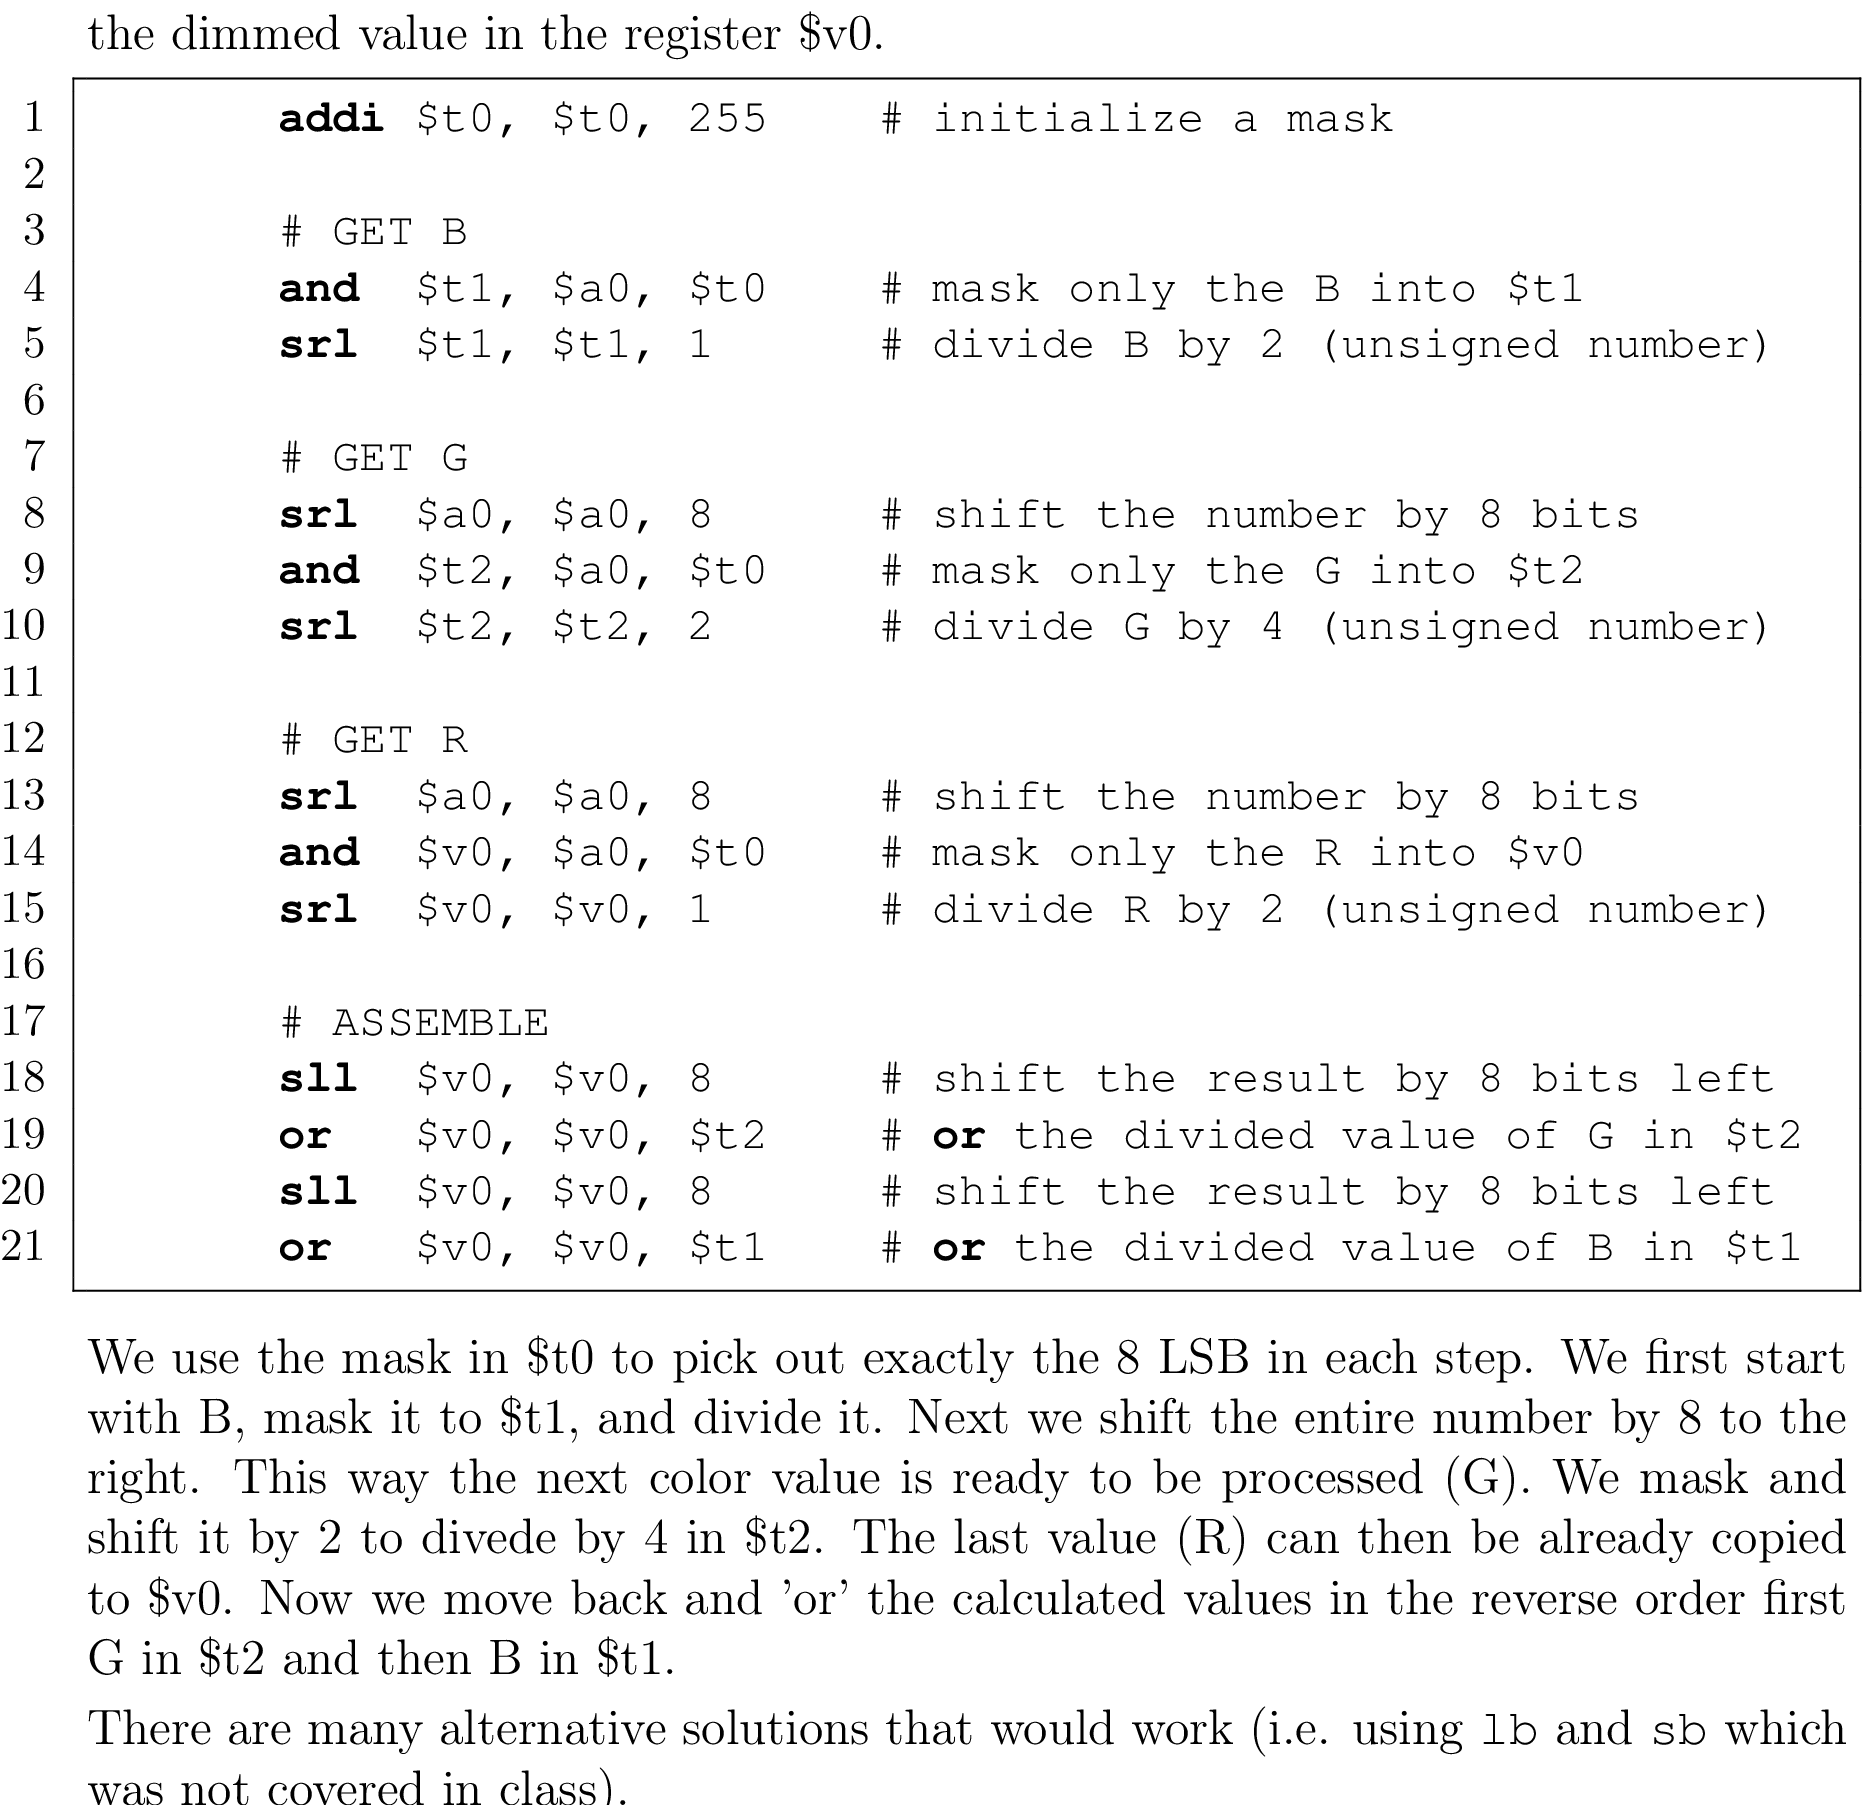 the dimmed value in the register $v0.
1 addi $t0, $t0, 255 # initialize a mask
2
3 # GET B
4 and $t1, $a0, $t0 # mask only the B into $t1
5 srl $t1, $t1, 1 # divide B by 2 (unsigned number)
6
7 # GET G
8 srl $a0, $a0, 8 # shift the number by 8 bits
9 and $t2, $a0, $t0 # mask only the G into $t2
10 srl $t2, $t2, 2 # divide G by 4 (unsigned number)
11
12 # GET R
13 srl $a0, $a0, 8 # shift the number by 8 bits
14 and $v0, $a0, $t0 # mask only the R into $v0
15 srl $v0, $v0, 1 # divide R by 2 (unsigned number)
16
17 # ASSEMBLE
18 sll $v0, $v0, 8 # shift the result by 8 bits left
19 or $v0, $v0, $t2 # or the divided value of G in $t2
20 sll $v0, $v0, 8 # shift the result by 8 bits left
21 or $v0, $v0, $t1 # or the divided value of B in $t1
We use the mask in $t0 to pick out exactly the 8 LSB in each step. We first start
with B, mask it to $t1, and divide it. Next we shift the entire number by 8 to the
right. This way the next color value is ready to be processed (G). We mask and
shift it by 2 to divede by 4 in $t2. The last value (R) can then be already copied
to $v0. Now we move back and ’or’ the calculated values in the reverse order first
G in $t2 and then B in $t1.
There are many alternative solutions that would work (i.e. using lb and sb which
was not covered in class).